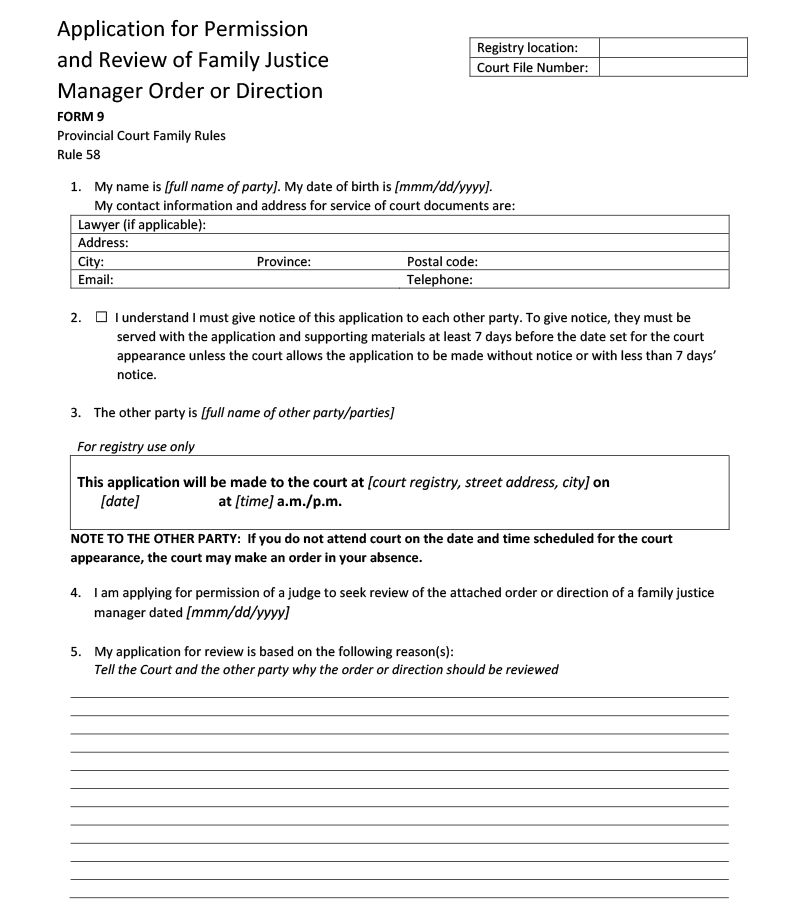 Application for Permission
and Review of Family Justice
Manager Order or Direction
Registry location:
Court File Number:
FORM 9
Provincial Court Family Rules
Rule 58
1. My name is [full name of party]. My date of birth is [mmm/dd/yyyy].
My contact information and address for service of court documents are:
Lawyer (if applicable):
Address:
City: Province: Postal code:
Email: Telephone:
2. ☐ I understand I must give notice of this application to each other party. To give notice, they must be
served with the application and supporting materials at least 7 days before the date set for the court
appearance unless the court allows the application to be made without notice or with less than 7 days’
notice.
3. The other party is [full name of other party/parties]
For registry use only
This application will be made to the court at [court registry, street address, city] on
[date] at [time] a.m./p.m.
NOTE TO THE OTHER PARTY: If you do not attend court on the date and time scheduled for the court
appearance, the court may make an order in your absence.
4. I am applying for permission of a judge to seek review of the attached order or direction of a family justice
manager dated [mmm/dd/yyyy]
5. My application for review is based on the following reason(s):
Tell the Court and the other party why the order or direction should be reviewed